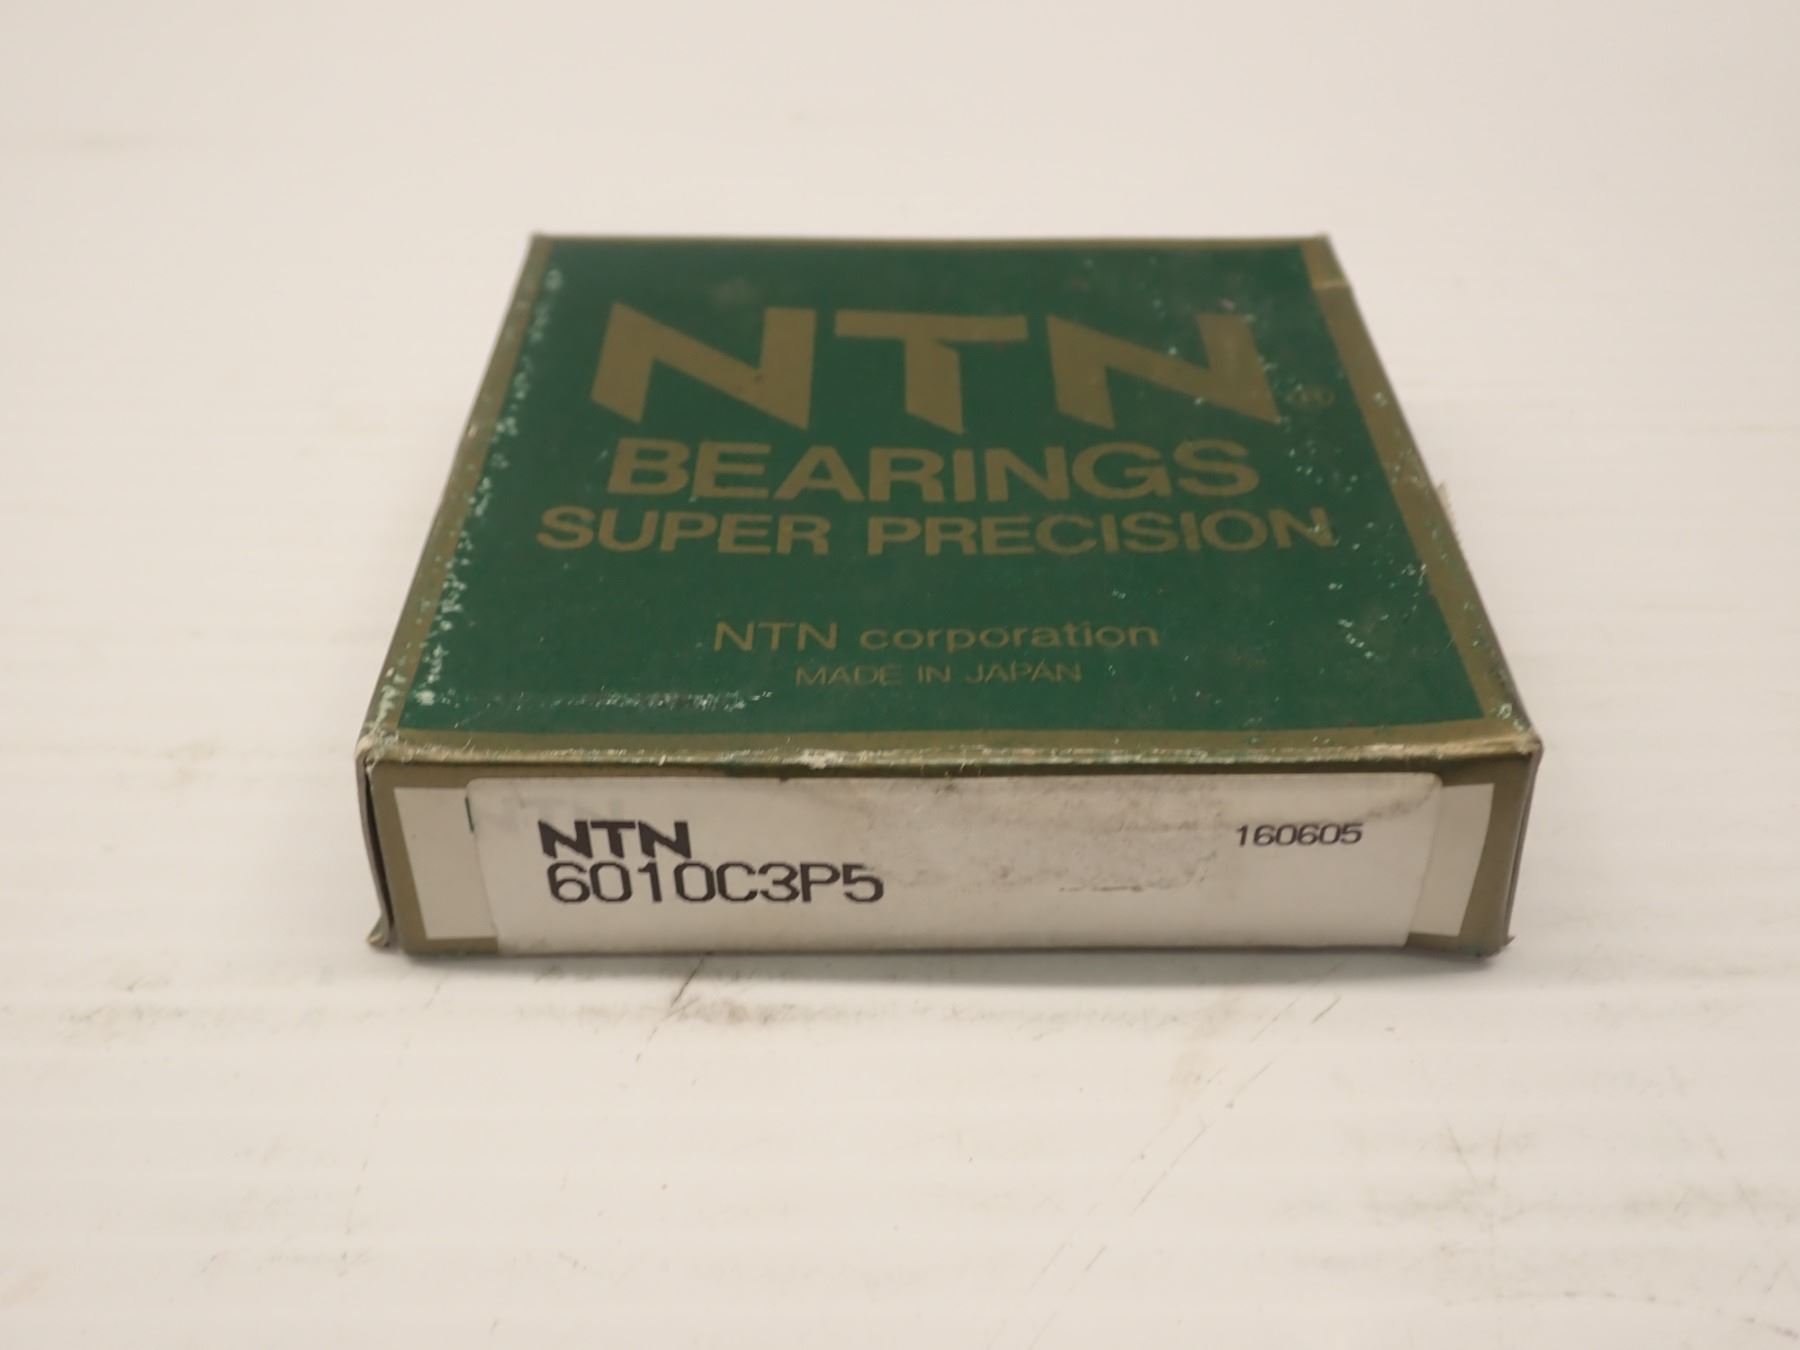 NTN®
BEARINGS
SUPER PRECISION
NTN corporation
MADE IN JAPAN
NTN
6010C3P5
160605